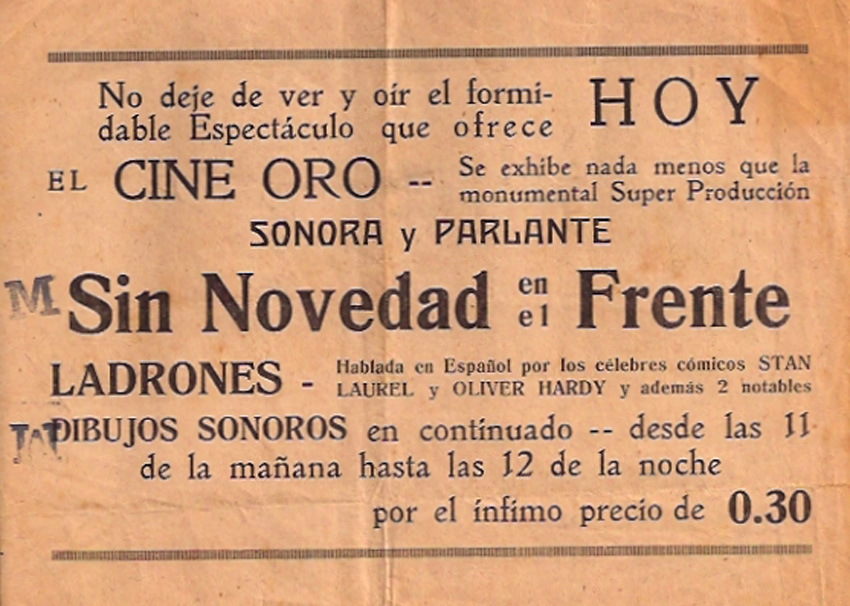 No deje de ver y oír el formi-
dable Espectáculo que ofrece
HOY
EL CINE ORO --
Se exhibe nada menos que la
monumental Super Producción
SONORA y PARLANTE
M
Sin Novedad en el Frente
LADRONES -
Hablada en Español por los célebres cómicos STAN
LAUREL y OLIVER HARDY y además 2 notables
DIBUJOS SONOROS en contínuado -- desde las 11
de la mañana hasta las 12 de la noche
por el ínfimo precio de 0.30